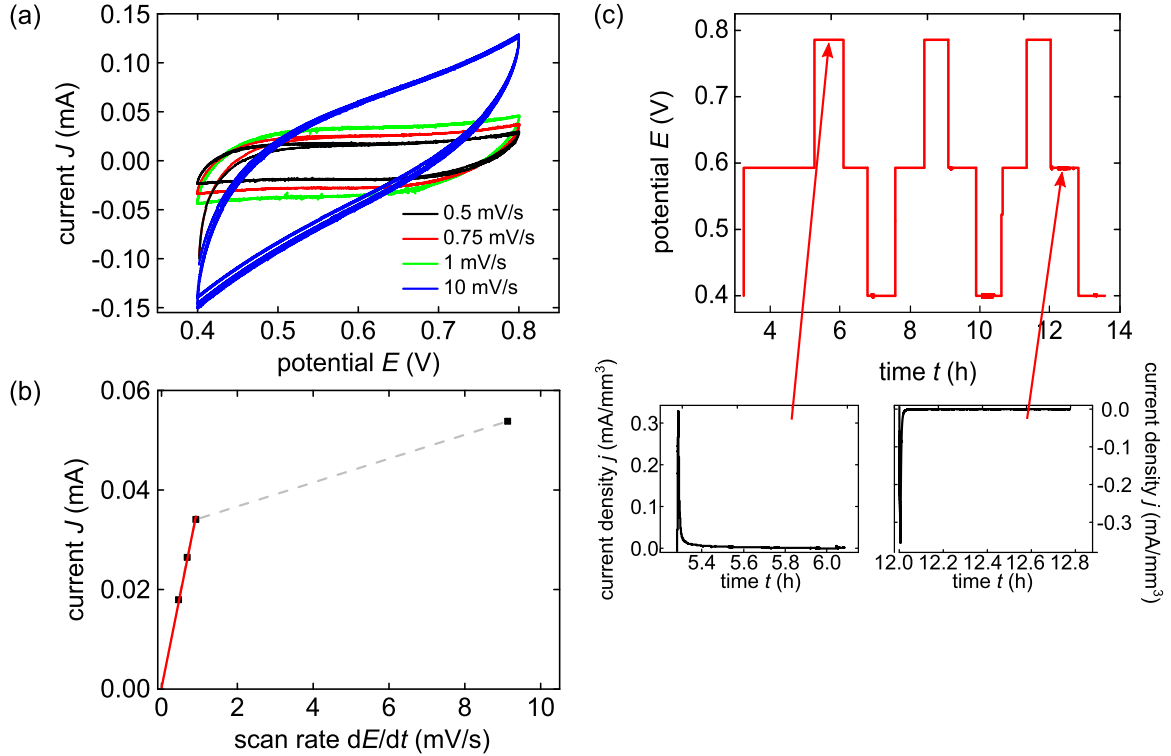 (a)
current J (mA)
0.15
0.10
0.05
0.00
-0.05
-0.10
-0.15
0.5 mV/s
0.75 mV/s
1 mV/s
10 mV/s
0.4 0.5 0.6 0.7 0.8
potential E (V)
(b)
current J (mA)
0.06
0.04
0.02
0.00
0 2 4 6 8 10
scan rate dE/dt (mV/s)
(c)
potential E (V)
0.8
0.7
0.6
0.5
0.4
4 6 8 10 12 14
time t (h)
current density j (mA/mm³)
0.3
0.2
0.1
0.0
5.4 5.6 5.8 6.0
time t (h)
0.0
-0.1
-0.2
-0.3
current density j (mA/mm³)
12.0 12.2 12.4 12.6 12.8
time t (h)